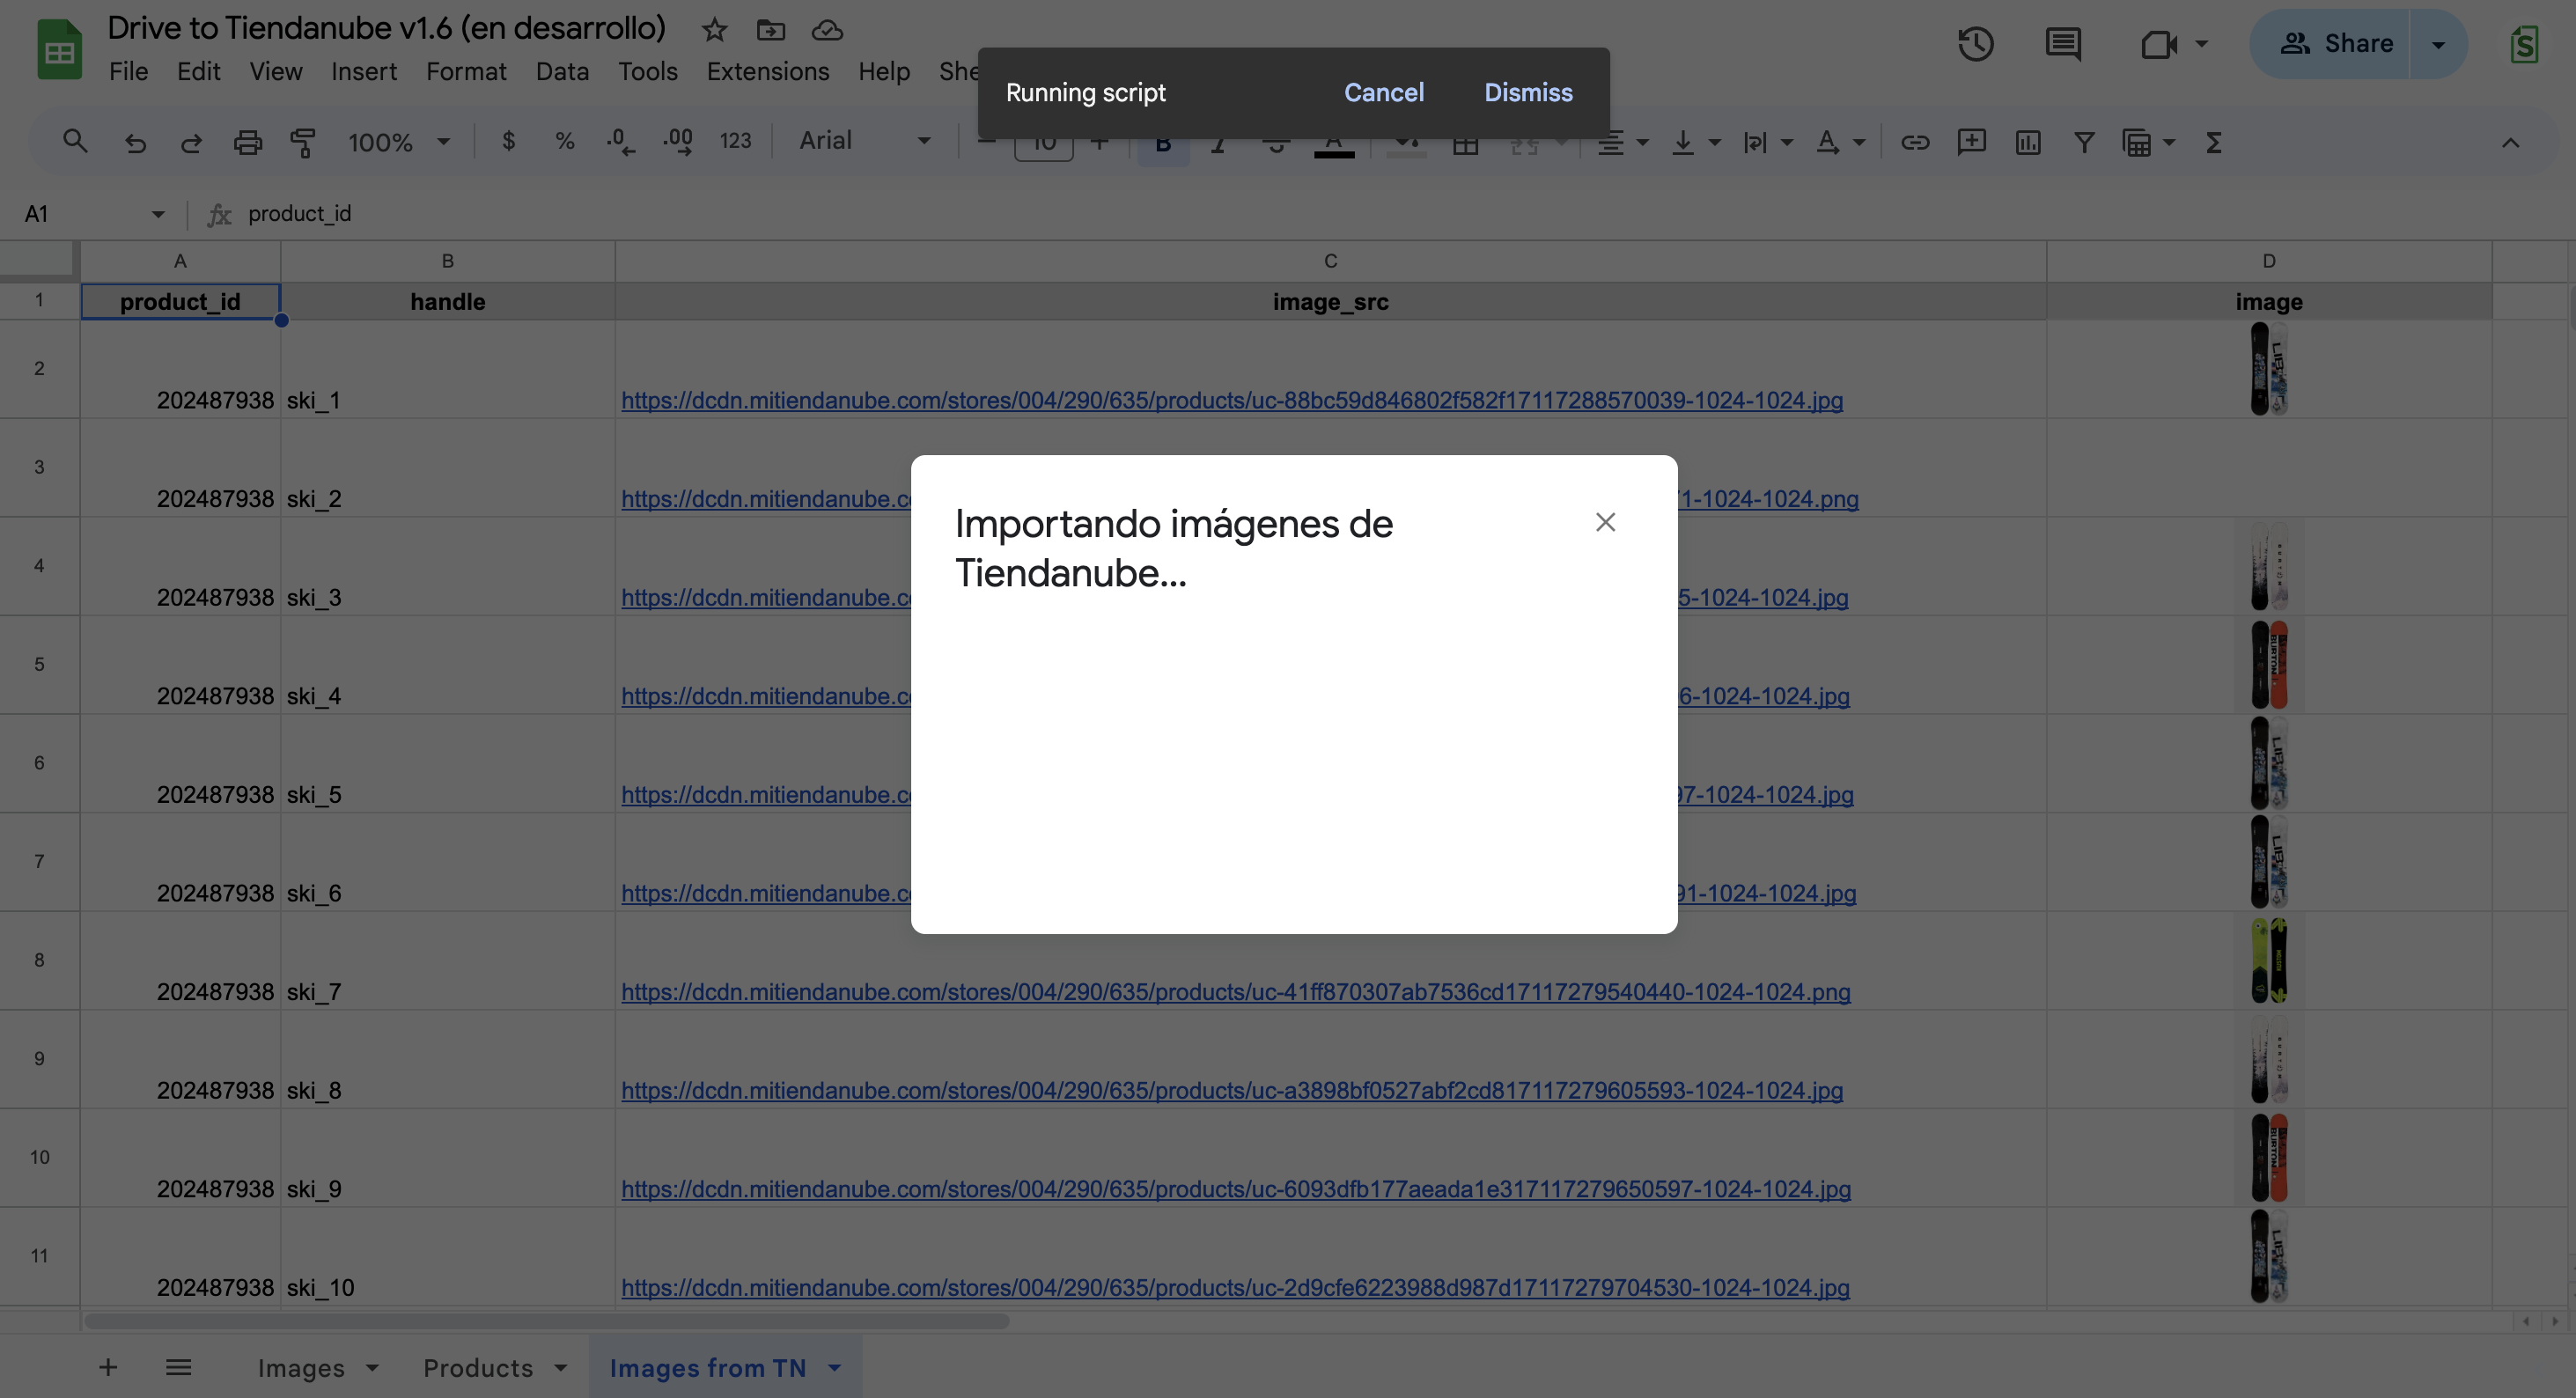 Drive to Tiendanube v1.6 (en desarrollo)
File Edit View Insert Format Data Tools Extensions Help She
Running script Cancel Dismiss
Share
100% $ % .0 .00 123 Arial 10 B I A A Σ
A1 fx product_id
A B C D
1 product_id handle image_src image
2 202487938 ski_1 https://dcdn.mitiendanube.com/stores/004/290/635/products/uc-88bc59d846802f582f17117288570039-1024-1024.jpg
3 202487938 ski_2 https://dcdn.mitiendanube.c 1-1024-1024.png
Importando imágenes de
Tiendanube...
4 202487938 ski_3 https://dcdn.mitiendanube.c 5-1024-1024.jpg
5 202487938 ski_4 https://dcdn.mitiendanube.c 6-1024-1024.jpg
BURTON
6 202487938 ski_5 https://dcdn.mitiendanube.c 97-1024-1024.jpg
7 202487938 ski_6 https://dcdn.mitiendanube.c 91-1024-1024.jpg
8 202487938 ski_7 https://dcdn.mitiendanube.com/stores/004/290/635/products/uc-41ff870307ab7536cd17117279540440-1024-1024.png
9 202487938 ski_8 https://dcdn.mitiendanube.com/stores/004/290/635/products/uc-a3898bf0527abf2cd817117279605593-1024-1024.jpg
10 202487938 ski_9 https://dcdn.mitiendanube.com/stores/004/290/635/products/uc-6093dfb177aeada1e317117279650597-1024-1024.jpg
BURTON
11 202487938 ski_10 https://dcdn.mitiendanube.com/stores/004/290/635/products/uc-2d9cfe6223988d987d17117279704530-1024-1024.jpg
Images Products Images from TN